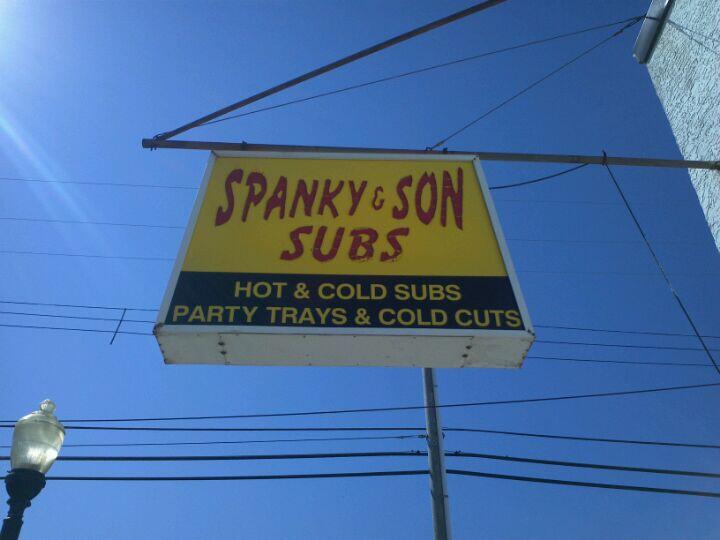 SPANKY & SON
SUBS
HOT & COLD SUBS
PARTY TRAYS & COLD CUTS